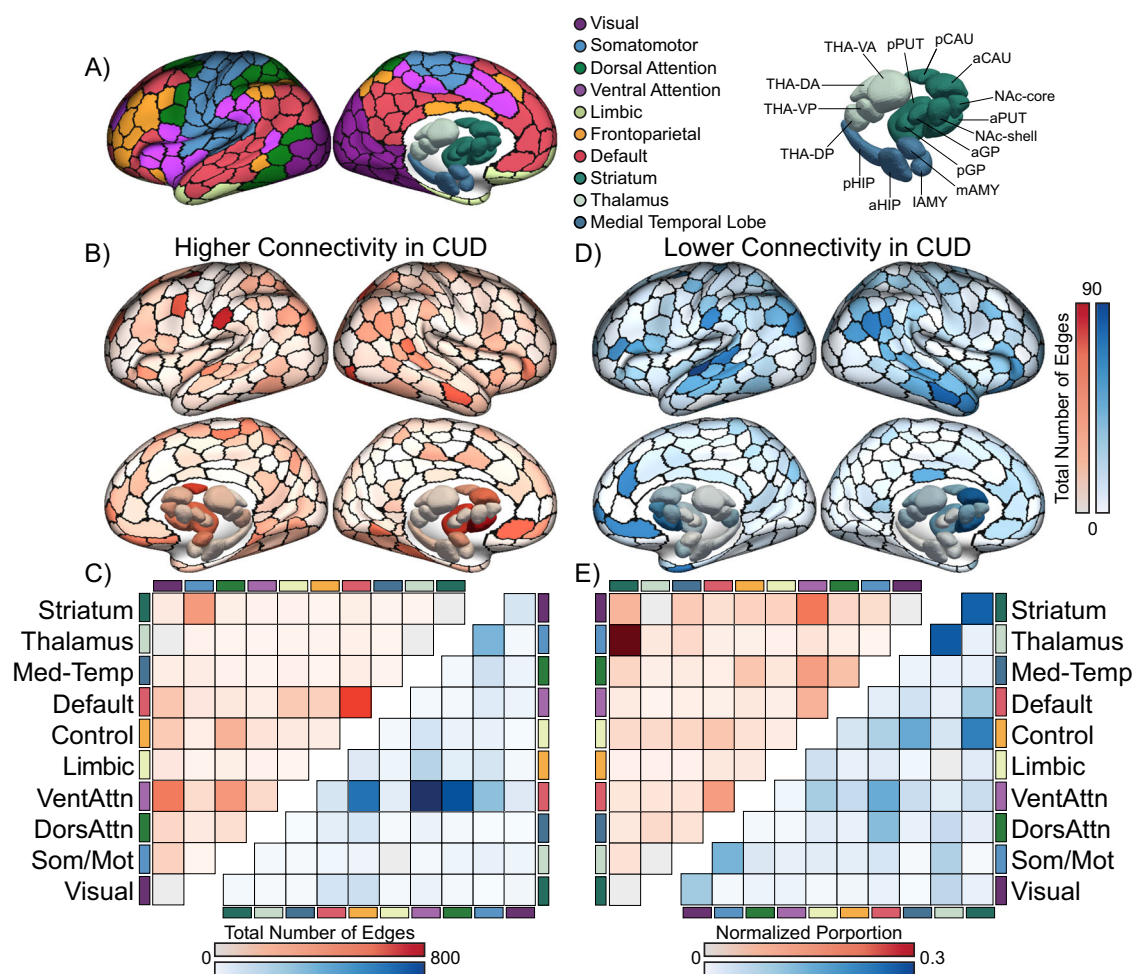 A)
Visual
Somatomotor
Dorsal Attention
Ventral Attention
Limbic
Frontoparietal
Default
Striatum
Thalamus
Medial Temporal Lobe
THA-VA
pPUT
pCAU
aCAU
THA-DA
THA-VP
THA-DP
NAc-core
aPUT
NAc-shell
aGP
pGP
mAMY
lAMY
aHIP
pHIP
B)
Higher Connectivity in CUD
D)
Lower Connectivity in CUD
90
Total Number of Edges
0
C)
Striatum
Thalamus
Med-Temp
Default
Control
Limbic
VentAttn
DorsAttn
Som/Mot
Visual
Total Number of Edges
0
800
E)
Striatum
Thalamus
Med-Temp
Default
Control
Limbic
VentAttn
DorsAttn
Som/Mot
Visual
Normalized Porportion
0
0.3